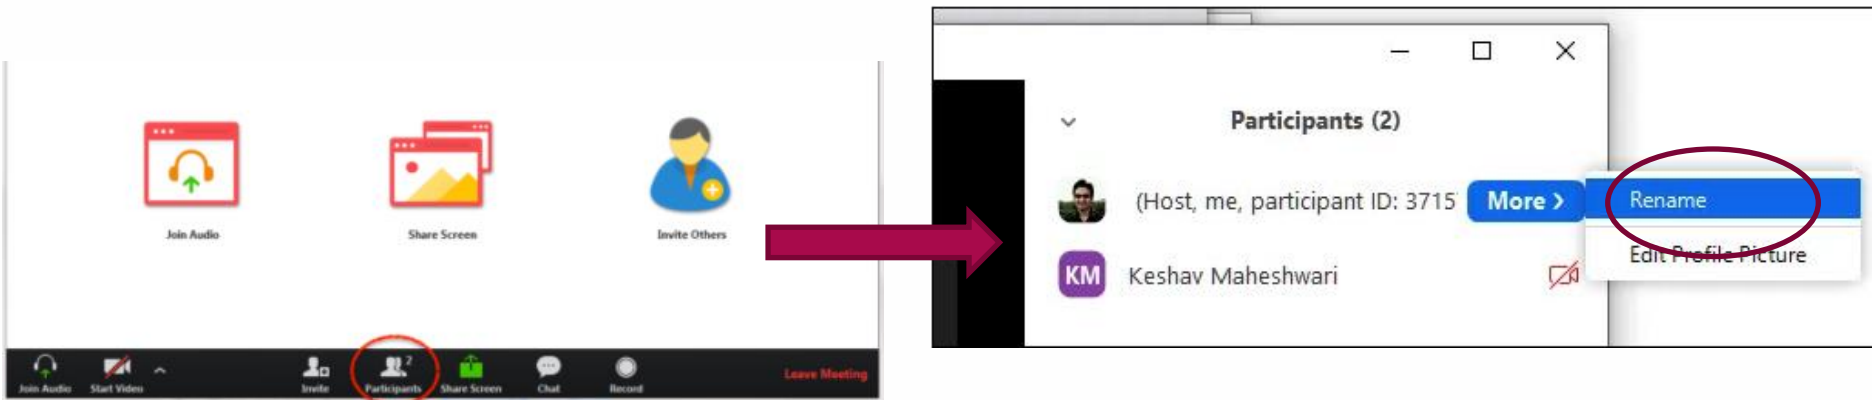 Join Audio
Share Screen
Invite Others
Join Audio
Start Video
Invite
Participants
2
Share Screen
Chat
Record
Leave Meeting
Participants (2)
(Host, me, participant ID: 3715
More >
Rename
Edit Profile Picture
KM
Keshav Maheshwari